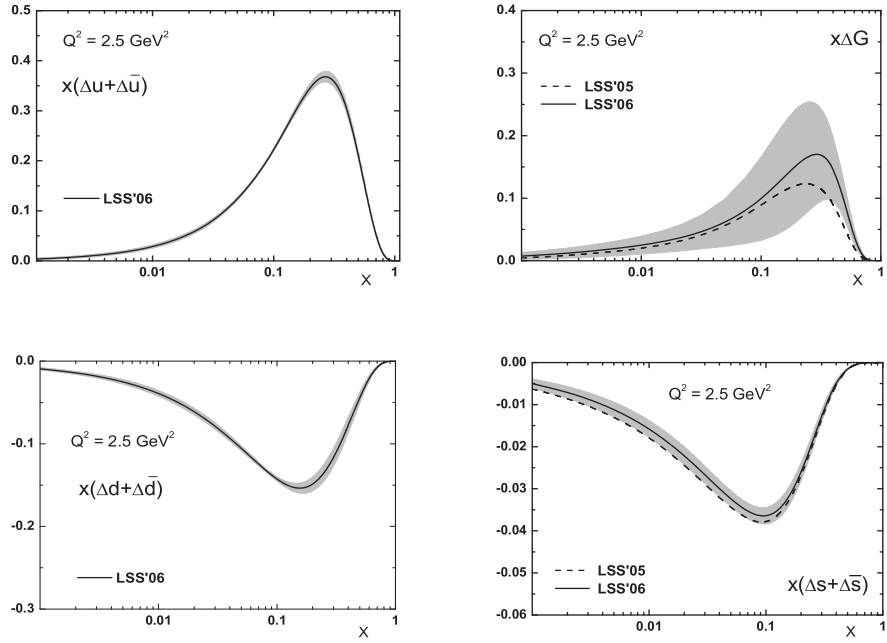 0.5
0.4
0.3
0.2
0.1
0.0
Q² = 2.5 GeV²
x(Δu+Δū)
LSS'06
0.01
0.1
1
X
0.4
0.3
0.2
0.1
0.0
Q² = 2.5 GeV²
xΔG
LSS'05
LSS'06
0.01
0.1
1
X
0.0
-0.1
-0.2
-0.3
Q² = 2.5 GeV²
x(Δd+Δd̄)
LSS'06
0.01
0.1
1
X
0.00
-0.01
-0.02
-0.03
-0.04
-0.05
-0.06
Q² = 2.5 GeV²
LSS'05
LSS'06
x(Δs+Δs̄)
0.01
0.1
1
X